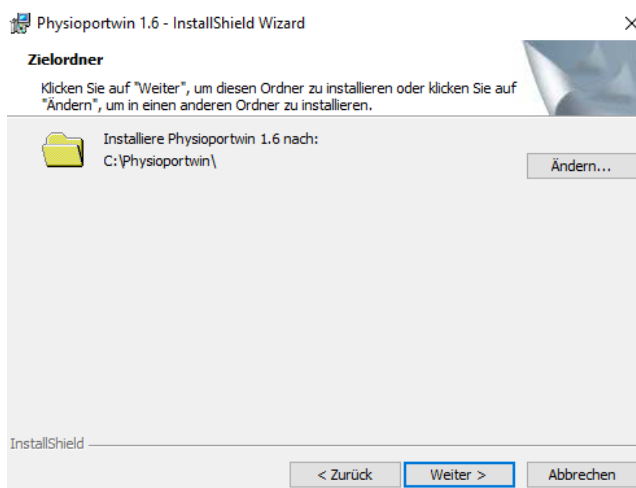 Physioportwin 1.6 - InstallShield Wizard
Zielordner
Klicken Sie auf "Weiter", um diesen Ordner zu installieren oder klicken Sie auf
"Ändern", um in einen anderen Ordner zu installieren.
Installiere Physioportwin 1.6 nach:
C:\Physioportwin\
Ändern...
InstallShield
< Zurück
Weiter >
Abbrechen